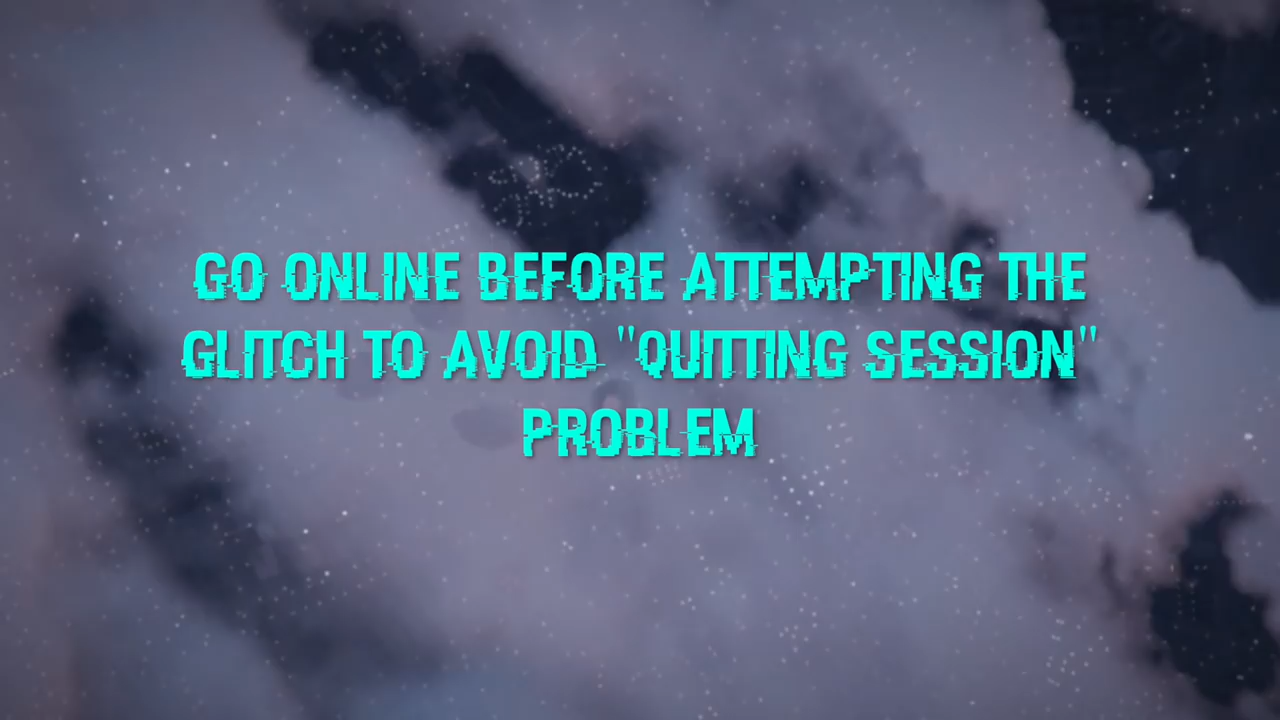 GO ONLINE BEFORE ATTEMPTING THE
GLITCH TO AVOID "QUITTING SESSION"
PROBLEM